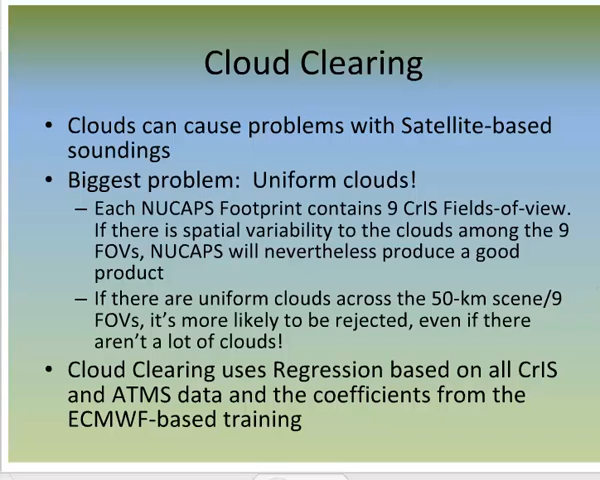 Cloud Clearing
• Clouds can cause problems with Satellite-based
soundings
• Biggest problem:  Uniform clouds!
– Each NUCAPS Footprint contains 9 CrIS Fields-of-view.
If there is spatial variability to the clouds among the 9
FOVs, NUCAPS will nevertheless produce a good
product
– If there are uniform clouds across the 50-km scene/9
FOVs, it’s more likely to be rejected, even if there
aren’t a lot of clouds!
• Cloud Clearing uses Regression based on all CrIS
and ATMS data and the coefficients from the
ECMWF-based training